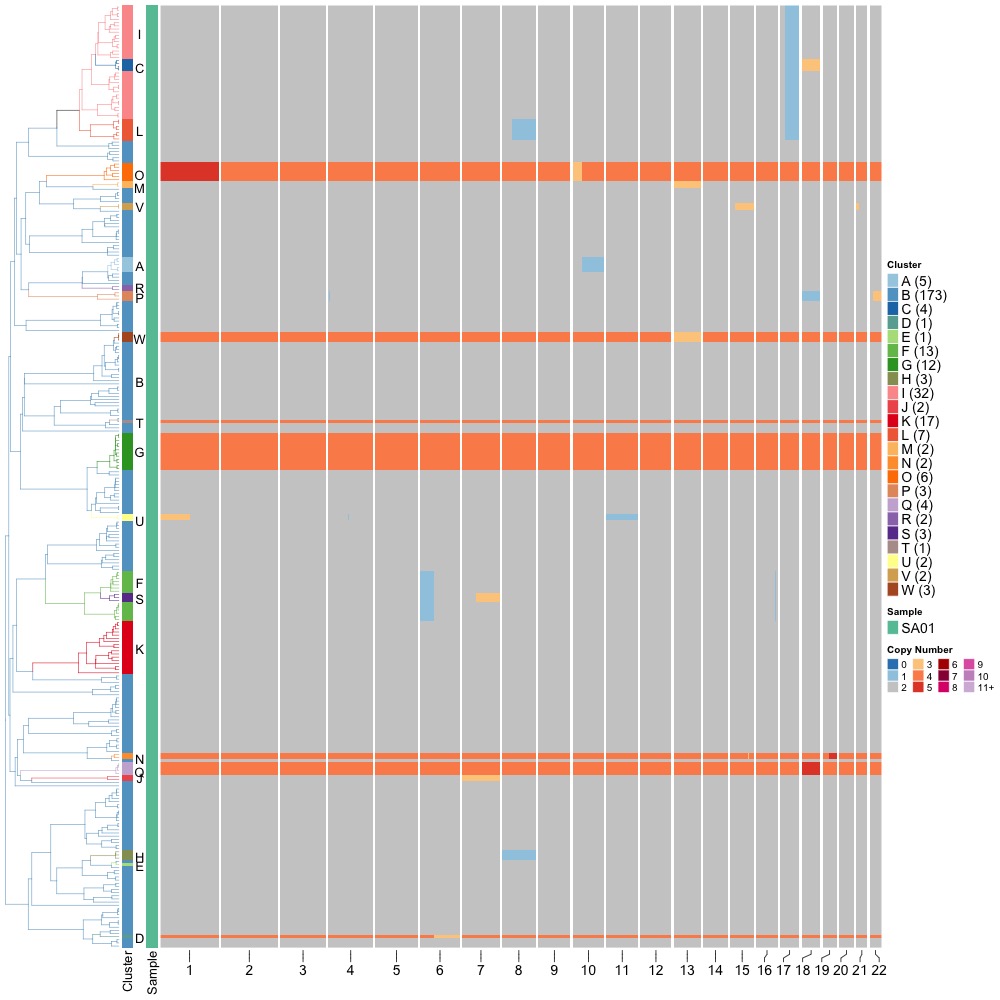 I
C
L
O
M
V
A
R
P
W
B
T
G
U
F
S
K
N
Q
J
H
E
D
Cluster
Sample
1 2 3 4 5 6 7 8 9 10 11 12 13 14 15 16 17 18 19 20 21 22
Cluster
A (5)
B (173)
C (4)
D (1)
E (1)
F (13)
G (12)
H (3)
I (32)
J (2)
K (17)
L (7)
M (2)
N (2)
O (6)
P (3)
Q (4)
R (2)
S (3)
T (1)
U (2)
V (2)
W (3)
Sample
SA01
Copy Number
0 3 6 9
1 4 7 10
2 5 8 11+